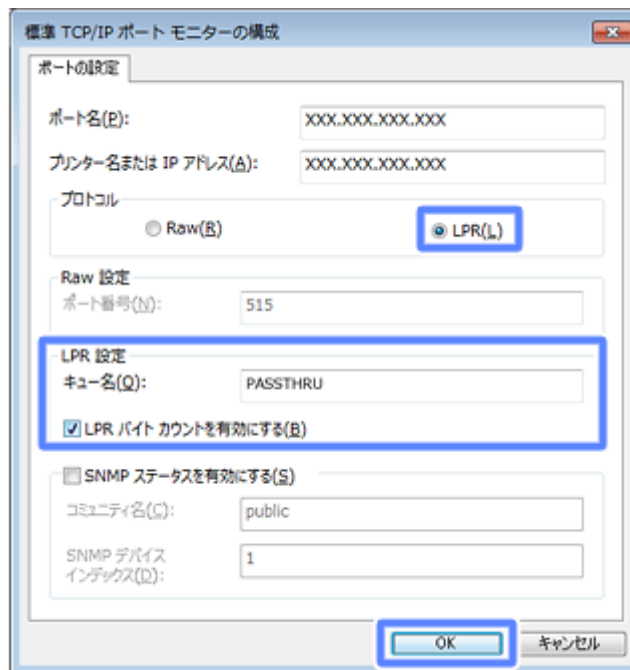 標準 TCP/IP ポート モニターの構成
ポートの設定
ポート名(P): XXX.XXX.XXX.XXX
プリンター名または IP アドレス(A): XXX.XXX.XXX.XXX
プロトコル
Raw(R) LPR(L)
Raw 設定
ポート番号(N): 515
LPR 設定
キュー名(Q): PASSTHRU
LPR バイト カウントを有効にする(B)
SNMP ステータスを有効にする(S)
コミュニティ名(C): public
SNMP デバイス
インデックス(D): 1
OK キャンセル